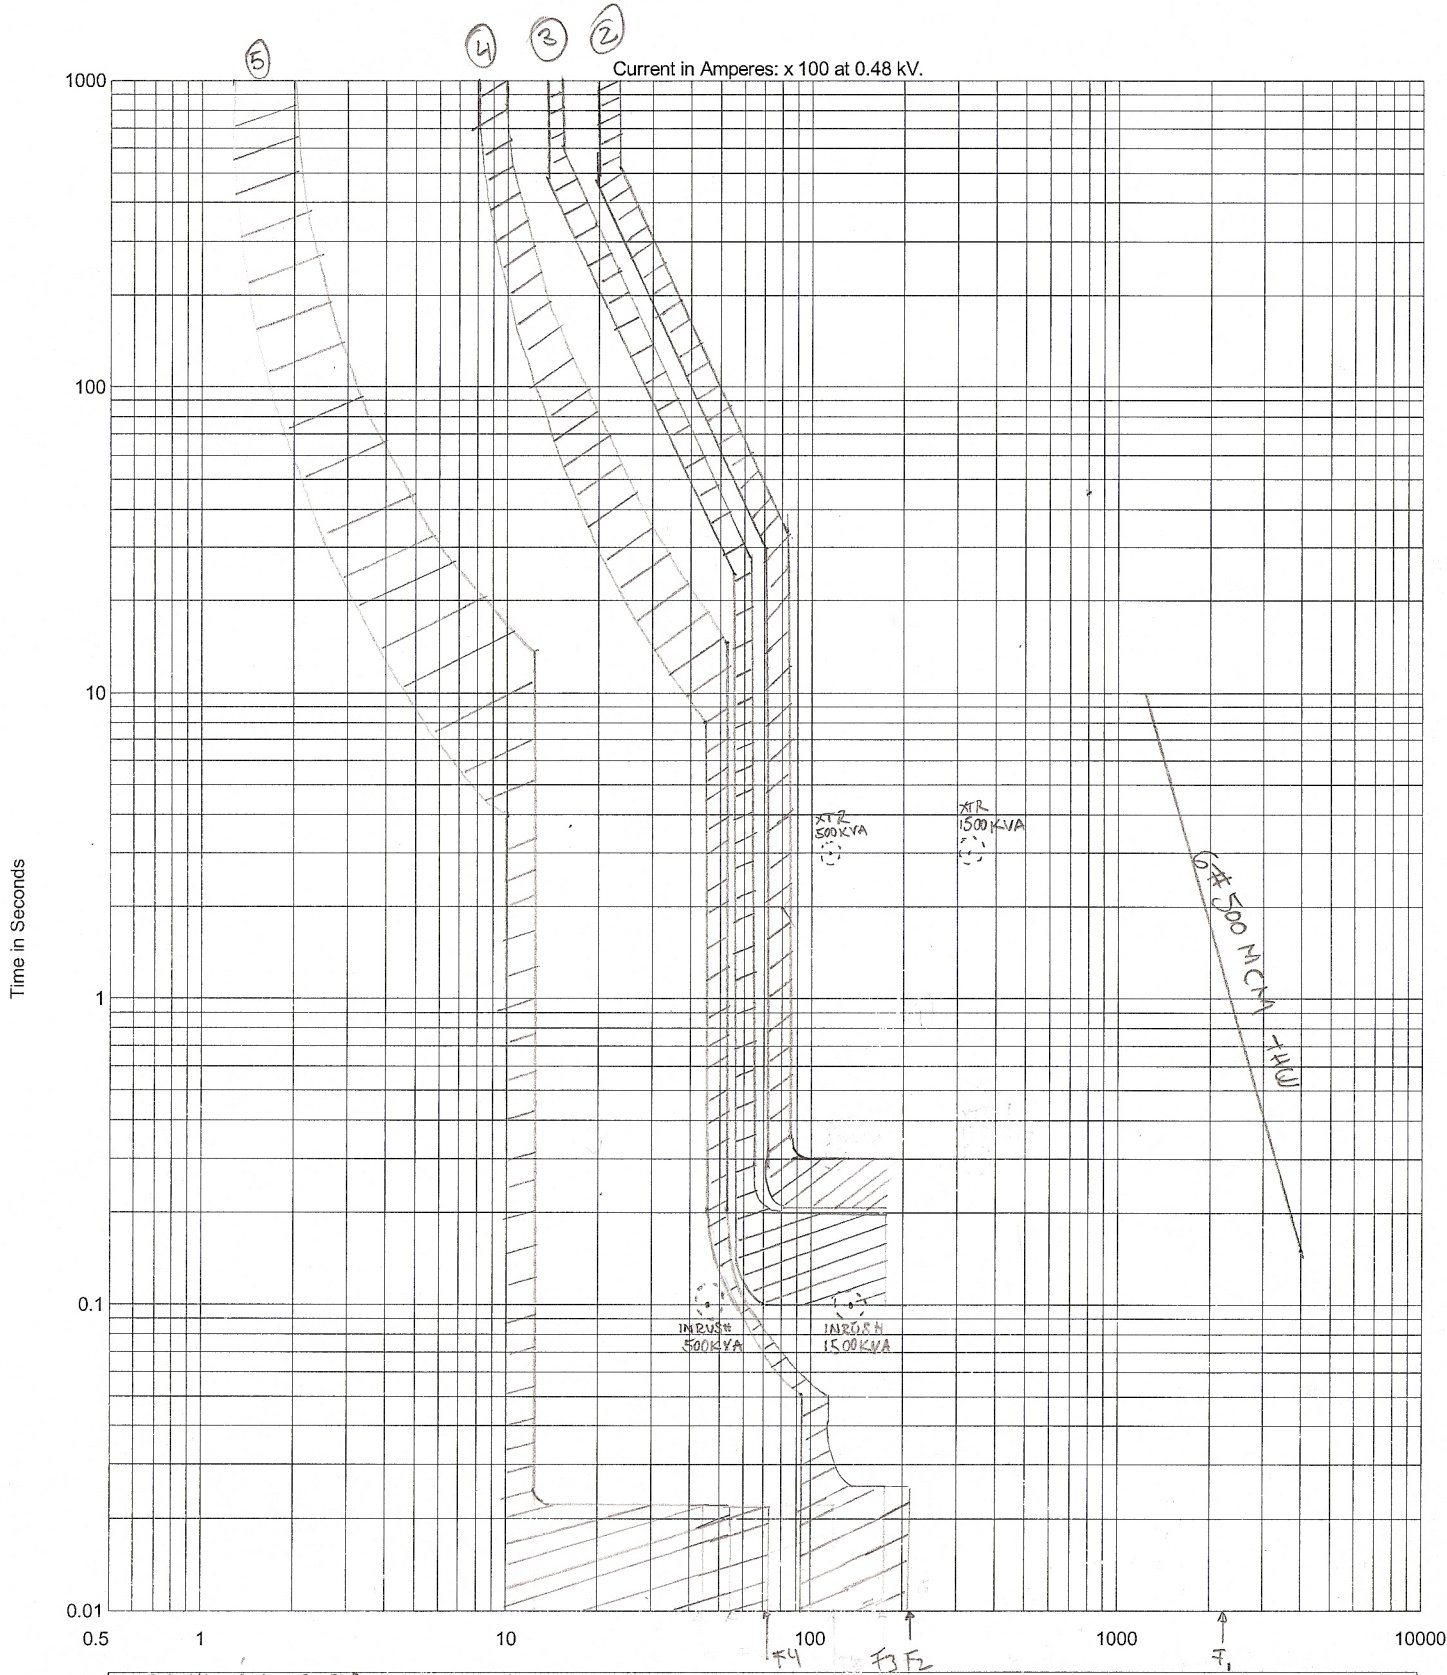 5 4 3 2
Current in Amperes: x 100 at 0.48 kV.
1000
100
10
1
0.1
0.01
Time in Seconds
XTR
500KVA
XTR
1500KVA
6#500 MCM THW
INRUSH
500KVA
INRUSH
1500KVA
0.5 1 10 100 1000 10000
F4 F3 F2 F1